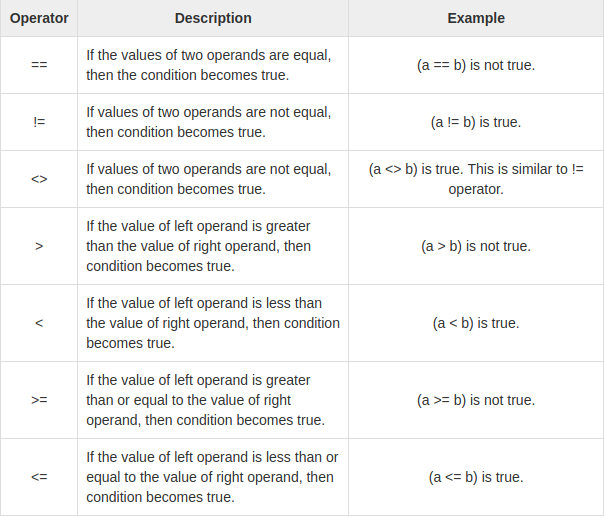 Operator Description Example
== If the values of two operands are equal,
then the condition becomes true. (a == b) is not true.
!= If values of two operands are not equal,
then condition becomes true. (a != b) is true.
<> If values of two operands are not equal,
then condition becomes true. (a <> b) is true. This is similar to !=
operator.
> If the value of left operand is greater
than the value of right operand, then
condition becomes true. (a > b) is not true.
< If the value of left operand is less than
the value of right operand, then condition
becomes true. (a < b) is true.
>= If the value of left operand is greater
than or equal to the value of right
operand, then condition becomes true. (a >= b) is not true.
<= If the value of left operand is less than or
equal to the value of right operand, then
condition becomes true. (a <= b) is true.